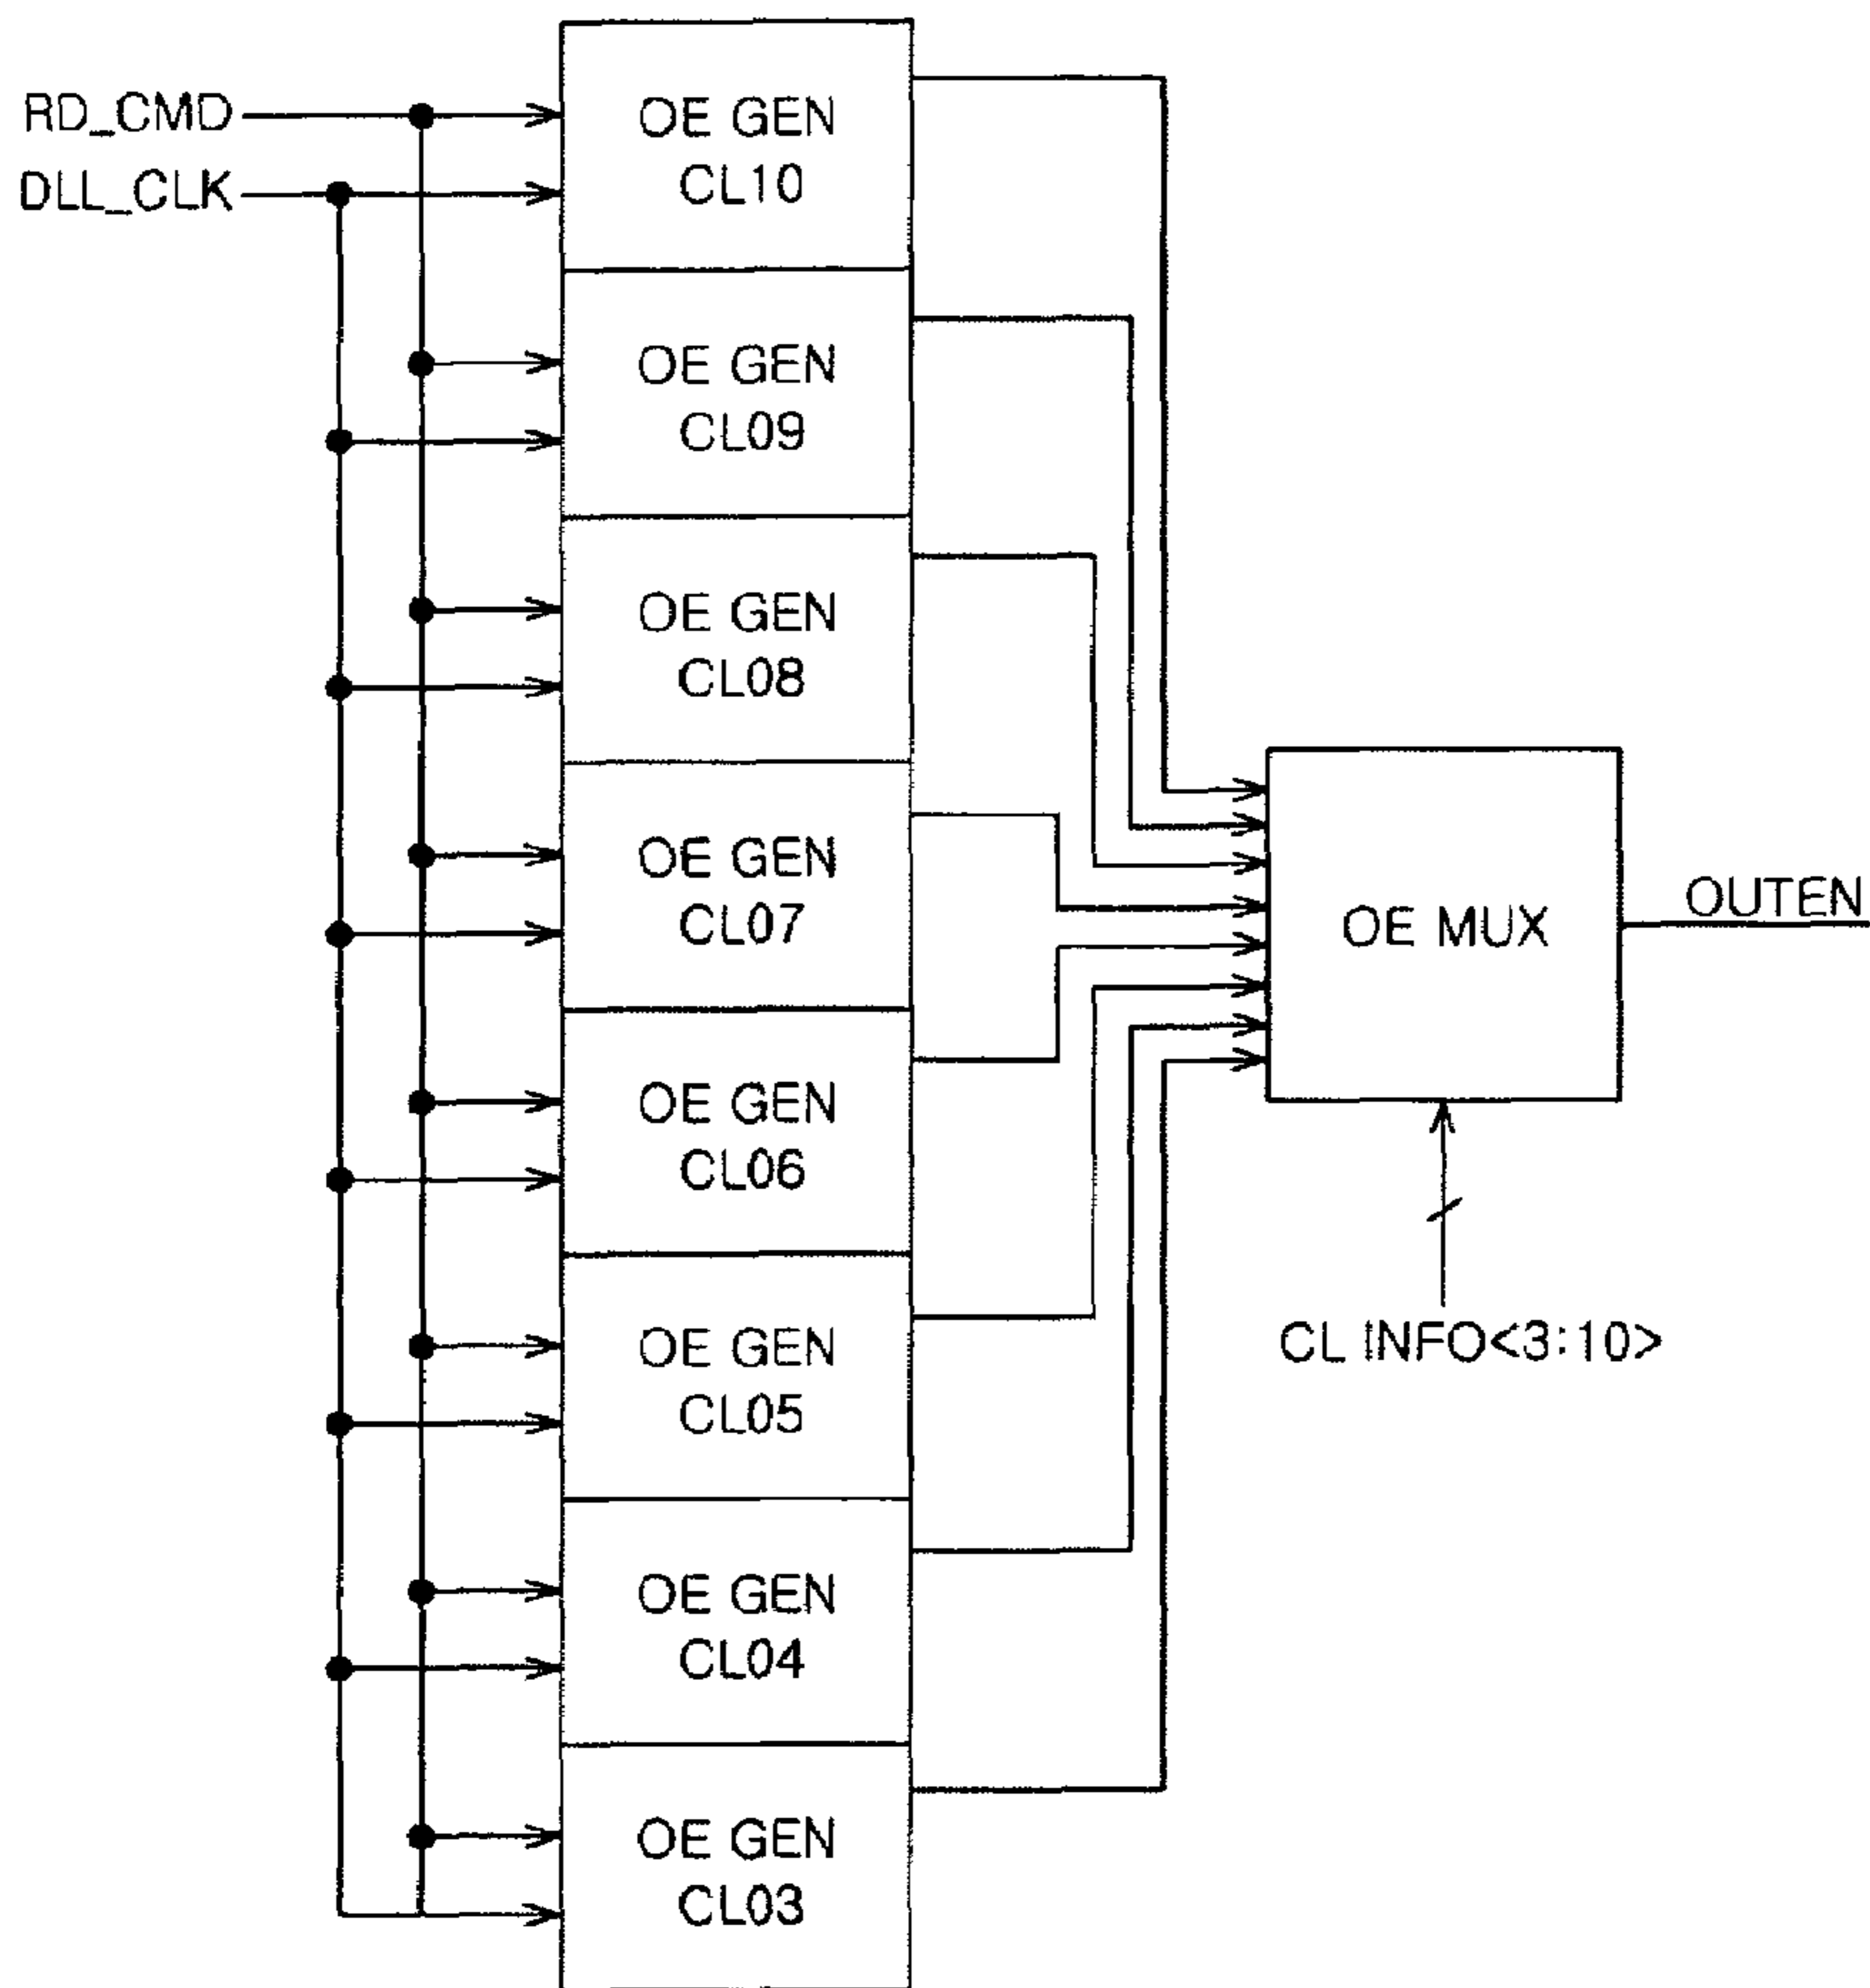 RD_CMD
DLL_CLK
OE GEN
CL10
OE GEN
CL09
OE GEN
CL08
OE GEN
CL07
OE GEN
CL06
OE GEN
CL05
OE GEN
CL04
OE GEN
CL03
OE MUX
OUTEN
CL INFO<3:10>